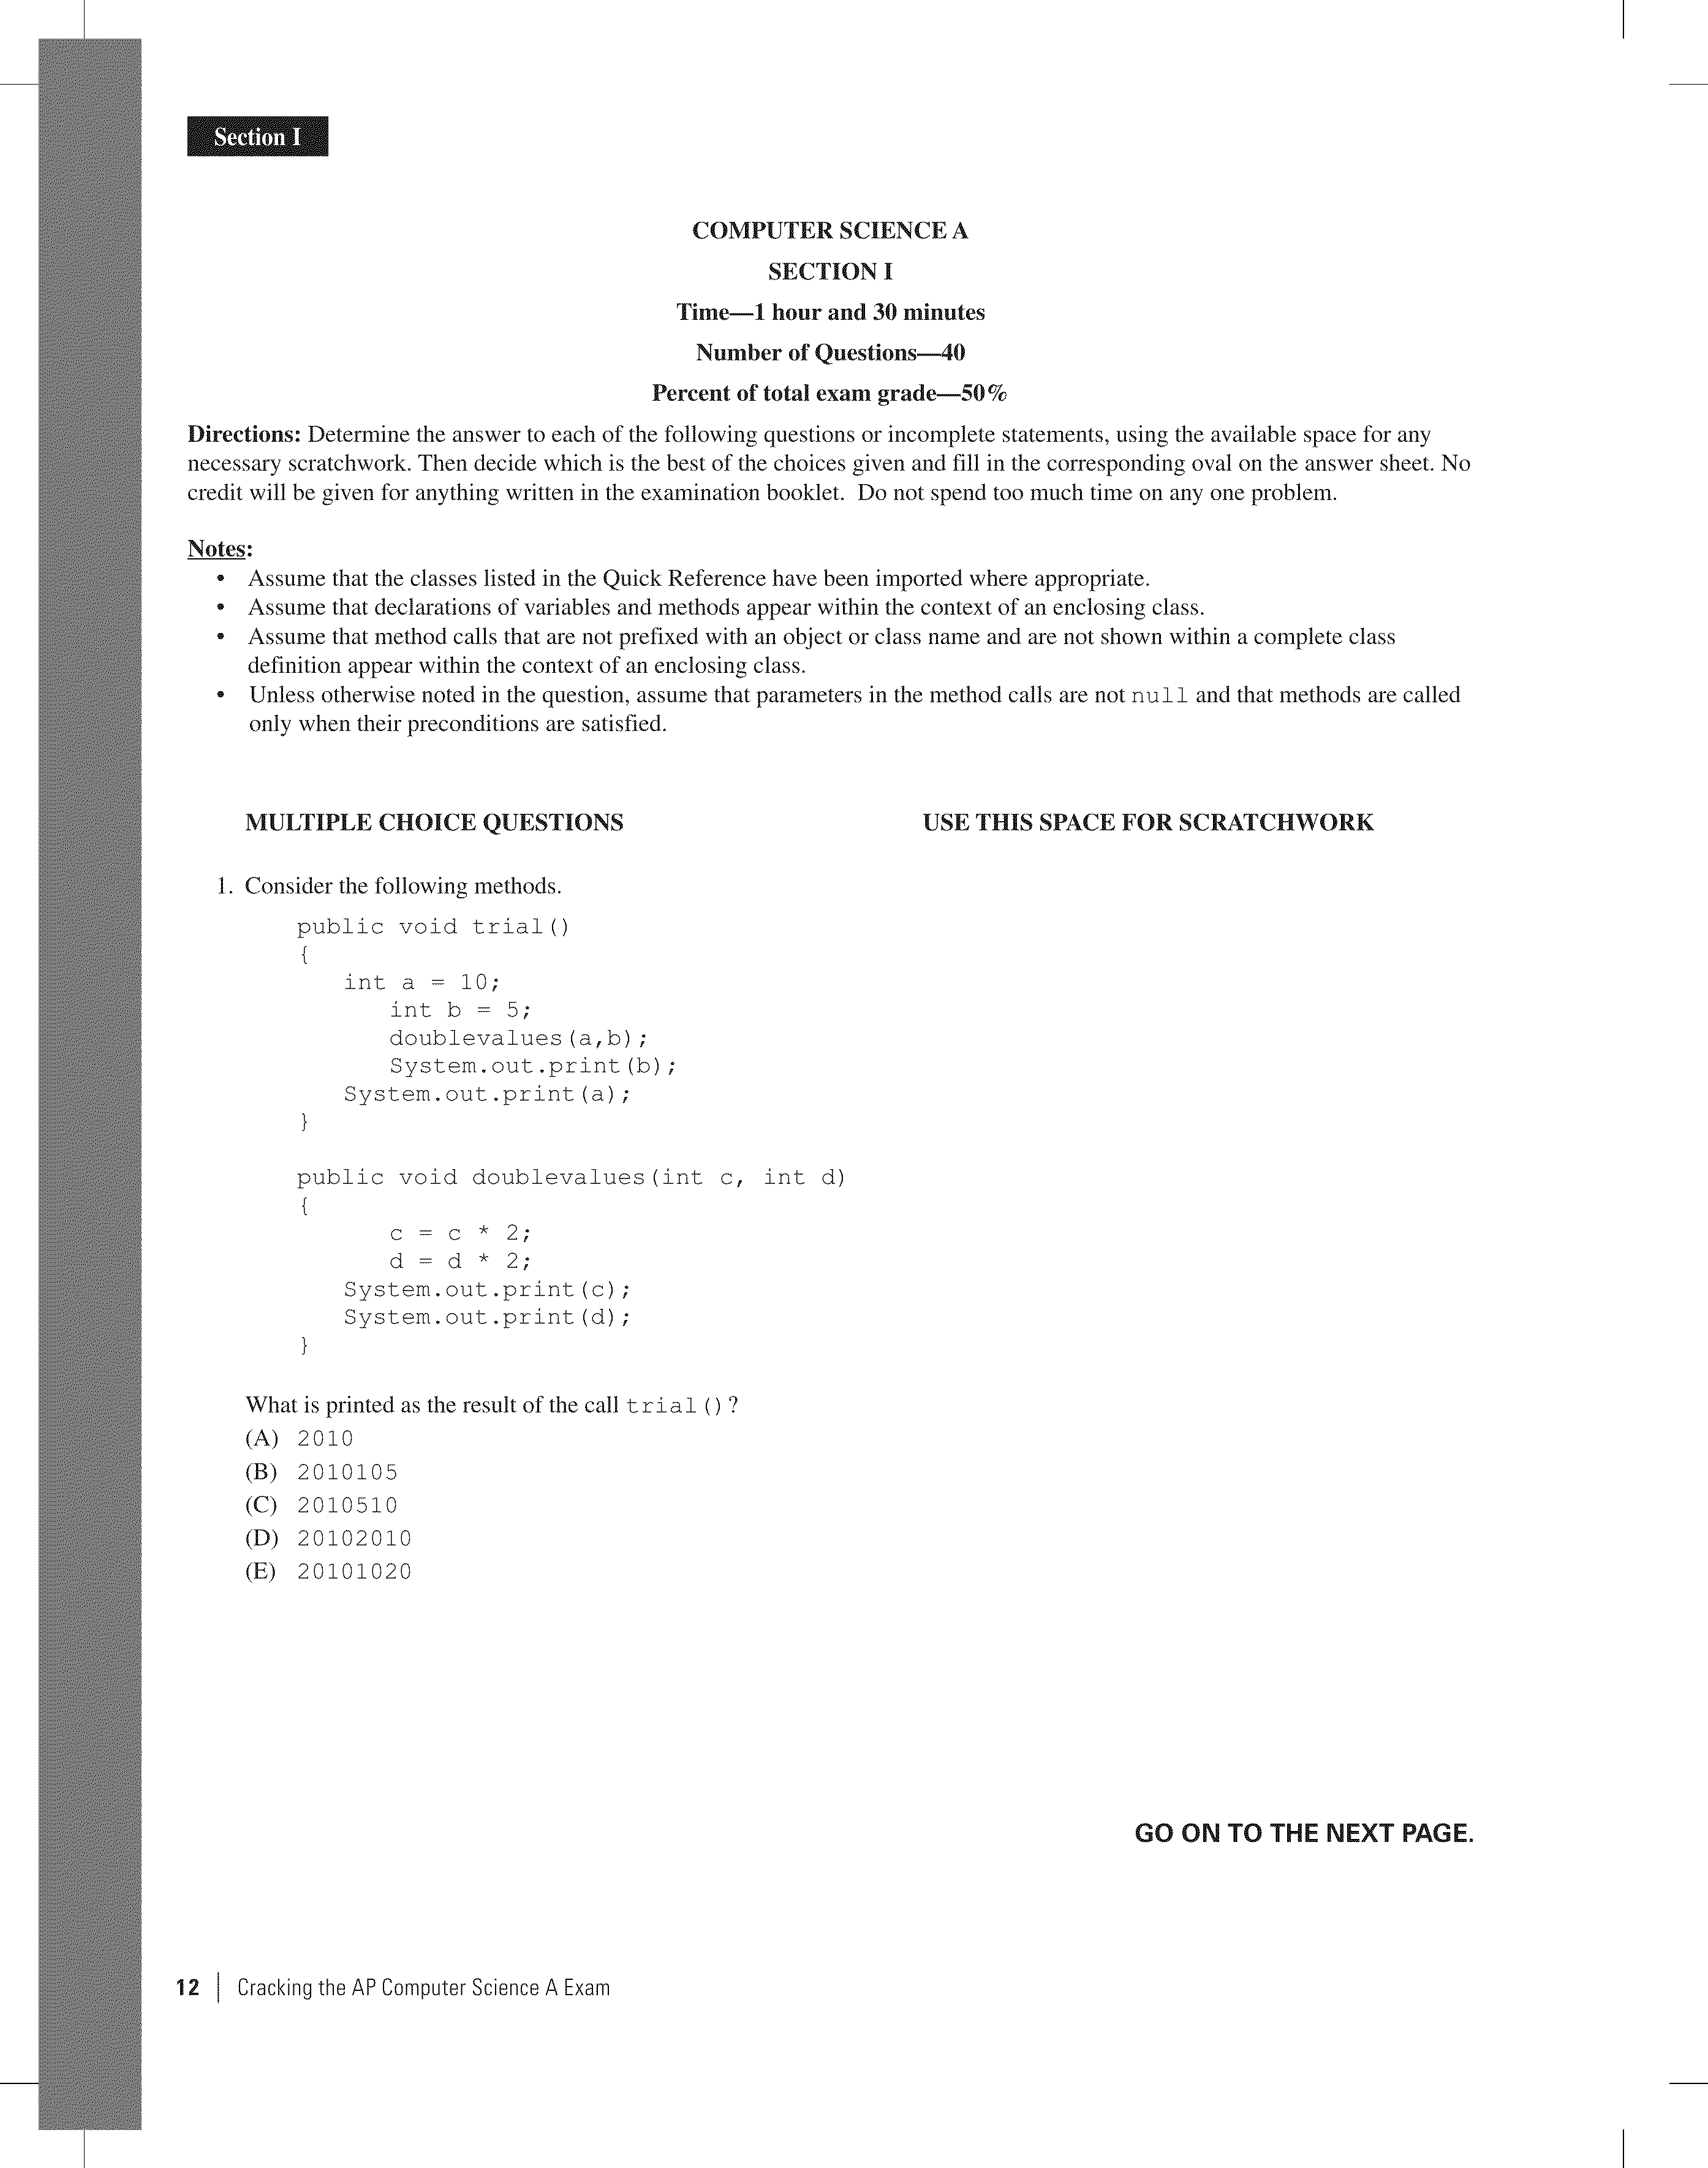 Section I
COMPUTER SCIENCE A
SECTION I
Time—1 hour and 30 minutes
Number of Questions—40
Percent of total exam grade—50%
Directions: Determine the answer to each of the following questions or incomplete statements, using the available space for any
necessary scratchwork. Then decide which is the best of the choices given and fill in the corresponding oval on the answer sheet. No
credit will be given for anything written in the examination booklet.  Do not spend too much time on any one problem.
Notes:
• Assume that the classes listed in the Quick Reference have been imported where appropriate.
• Assume that declarations of variables and methods appear within the context of an enclosing class.
• Assume that method calls that are not prefixed with an object or class name and are not shown within a complete class
definition appear within the context of an enclosing class.
• Unless otherwise noted in the question, assume that parameters in the method calls are not null and that methods are called
only when their preconditions are satisfied.
MULTIPLE CHOICE QUESTIONS
USE THIS SPACE FOR SCRATCHWORK
1. Consider the following methods.
public void trial()
{
int a = 10;
int b = 5;
doublevalues(a,b);
System.out.print(b);
System.out.print(a);
}
public void doublevalues(int c, int d)
{
c = c * 2;
d = d * 2;
System.out.print(c);
System.out.print(d);
}
What is printed as the result of the call trial()?
(A) 2010
(B) 2010105
(C) 2010510
(D) 20102010
(E) 20101020
GO ON TO THE NEXT PAGE.
12 | Cracking the AP Computer Science A Exam